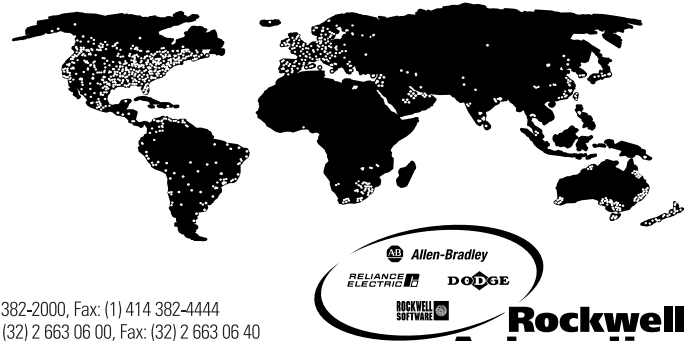 AB Allen-Bradley
RELIANCE ELECTRIC
DODGE
ROCKWELL SOFTWARE
382-2000, Fax: (1) 414 382-4444
(32) 2 663 06 00, Fax: (32) 2 663 06 40
Rockwell